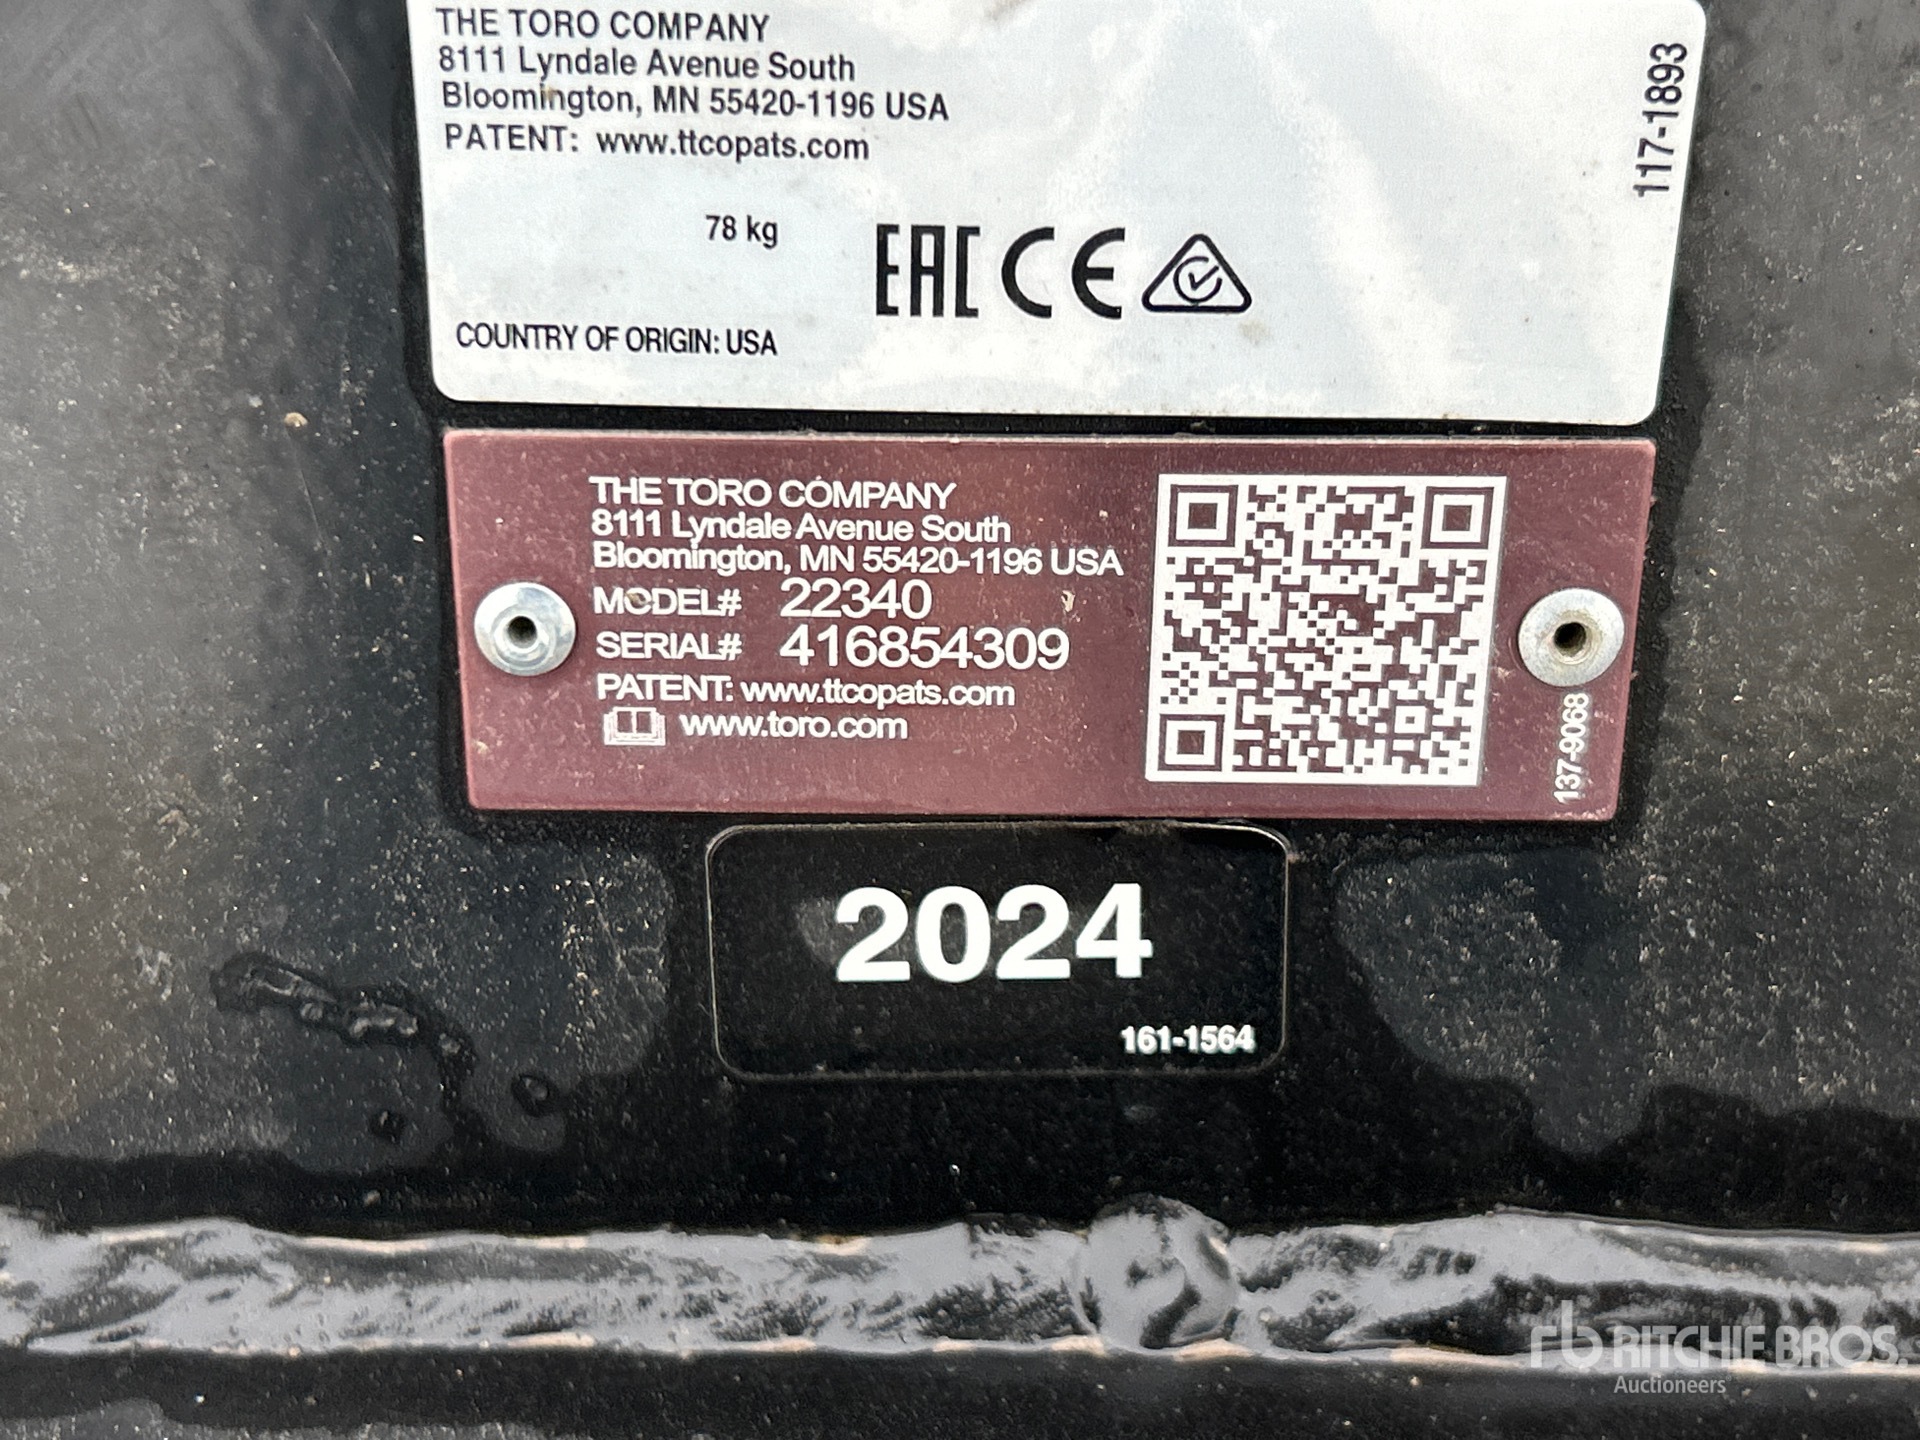 THE TORO COMPANY
8111 Lyndale Avenue South
Bloomington, MN 55420-1196 USA
PATENT: www.ttcopats.com
117-1893
78 kg
EAC CE
COUNTRY OF ORIGIN: USA
THE TORO COMPANY
8111 Lyndale Avenue South
Bloomington, MN 55420-1196 USA
MODEL# 22340
SERIAL# 416854309
PATENT: www.ttcopats.com
www.toro.com
137-9068
2024
161-1564
rb RITCHIE BROS.
Auctioneers